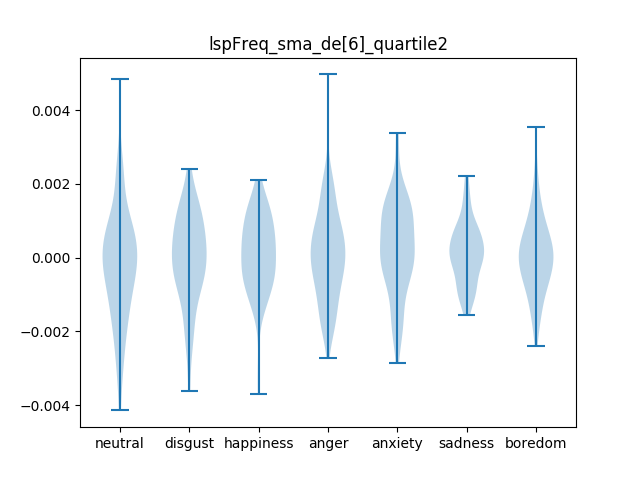 lspFreq_sma_de[6]_quartile2
0.004
0.002
0.000
−0.002
−0.004
neutral disgust happiness anger anxiety sadness boredom